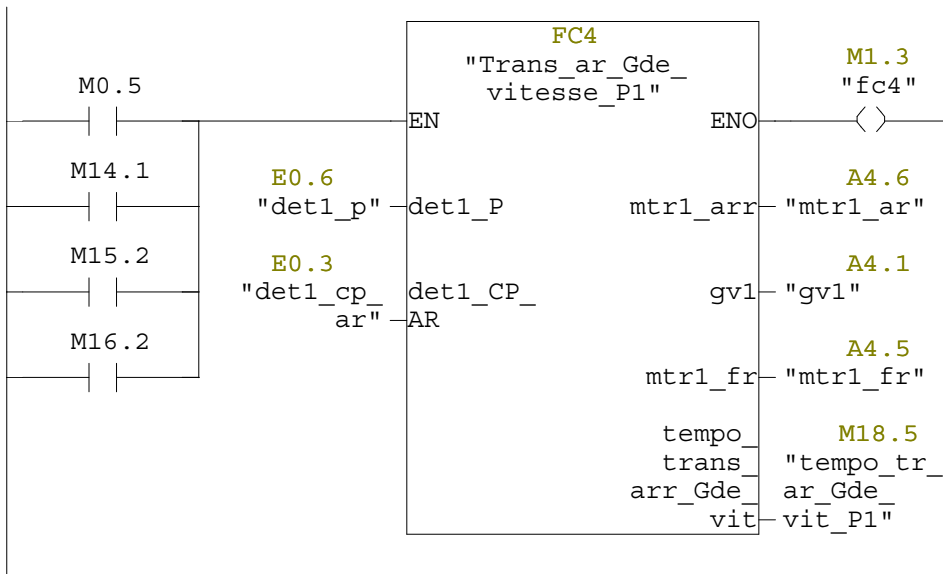 FC4
"Trans_ar_Gde_
vitesse_P1"
M1.3
"fc4"
M0.5
EN
ENO
M14.1
E0.6
"det1_p"
det1_P
mtr1_arr
A4.6
"mtr1_ar"
M15.2
E0.3
"det1_cp_
ar"
det1_CP_
AR
gv1
A4.1
"gv1"
M16.2
mtr1_fr
A4.5
"mtr1_fr"
tempo_
trans_
arr_Gde_
vit
M18.5
"tempo_tr_
ar_Gde_
vit_P1"